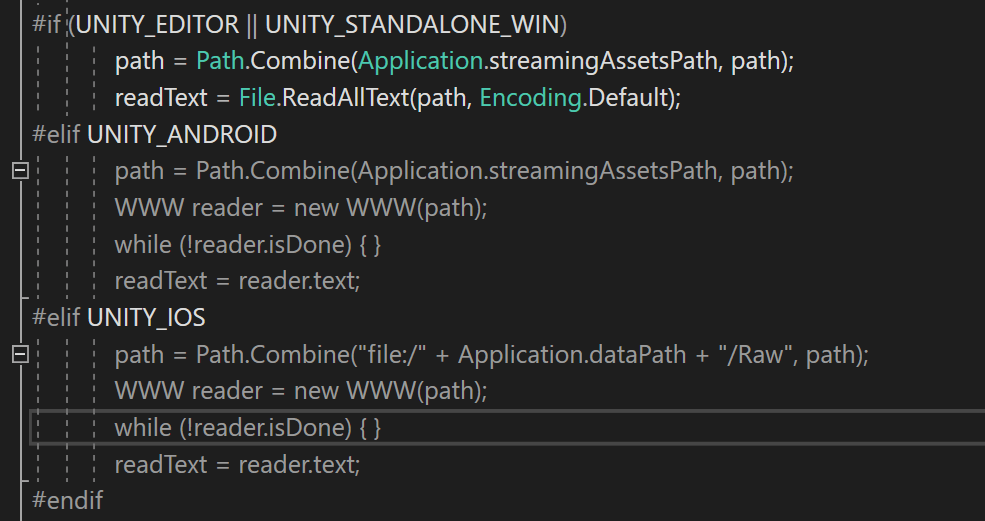 #if (UNITY_EDITOR || UNITY_STANDALONE_WIN)
path = Path.Combine(Application.streamingAssetsPath, path);
readText = File.ReadAllText(path, Encoding.Default);
#elif UNITY_ANDROID
path = Path.Combine(Application.streamingAssetsPath, path);
WWW reader = new WWW(path);
while (!reader.isDone) { }
readText = reader.text;
#elif UNITY_IOS
path = Path.Combine("file:/" + Application.dataPath + "/Raw", path);
WWW reader = new WWW(path);
while (!reader.isDone) { }
readText = reader.text;
#endif